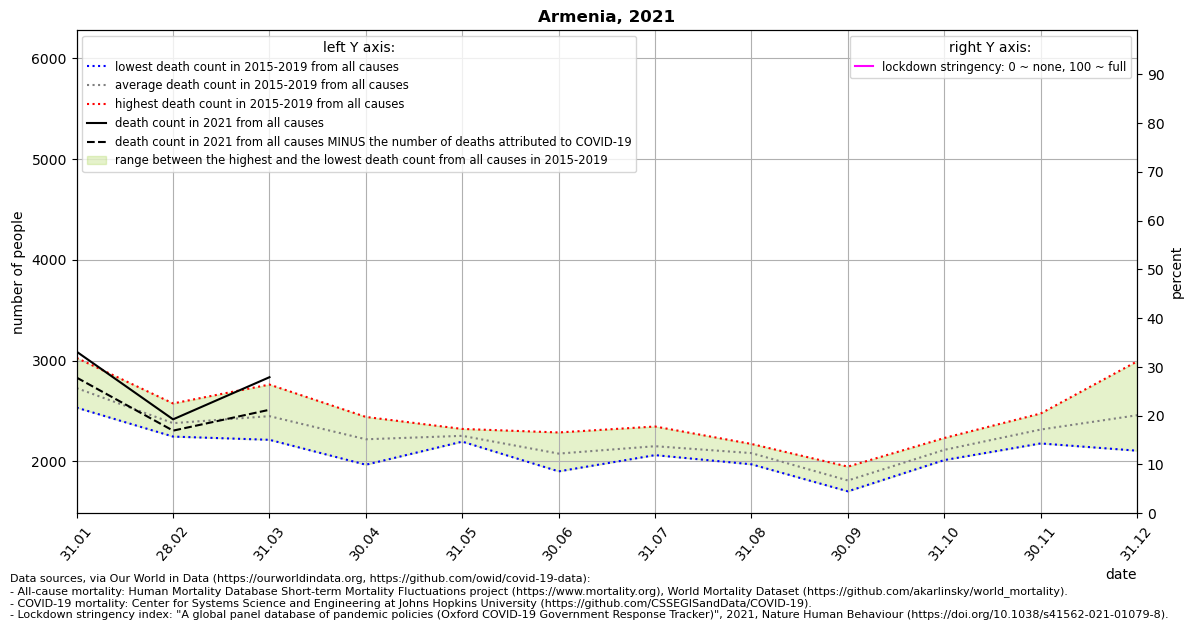 Armenia, 2021
left Y axis:
lowest death count in 2015-2019 from all causes
average death count in 2015-2019 from all causes
highest death count in 2015-2019 from all causes
death count in 2021 from all causes
death count in 2021 from all causes MINUS the number of deaths attributed to COVID-19
range between the highest and the lowest death count from all causes in 2015-2019
right Y axis:
lockdown stringency: 0 ~ none, 100 ~ full
number of people
6000
5000
4000
3000
2000
percent
90
80
70
60
50
40
30
20
10
0
31.01
28.02
31.03
30.04
31.05
30.06
31.07
31.08
30.09
31.10
30.11
31.12
date
Data sources, via Our World in Data (https://ourworldindata.org, https://github.com/owid/covid-19-data):
- All-cause mortality: Human Mortality Database Short-term Mortality Fluctuations project (https://www.mortality.org), World Mortality Dataset (https://github.com/akarlinsky/world_mortality).
- COVID-19 mortality: Center for Systems Science and Engineering at Johns Hopkins University (https://github.com/CSSEGISandData/COVID-19).
- Lockdown stringency index: "A global panel database of pandemic policies (Oxford COVID-19 Government Response Tracker)", 2021, Nature Human Behaviour (https://doi.org/10.1038/s41562-021-01079-8).